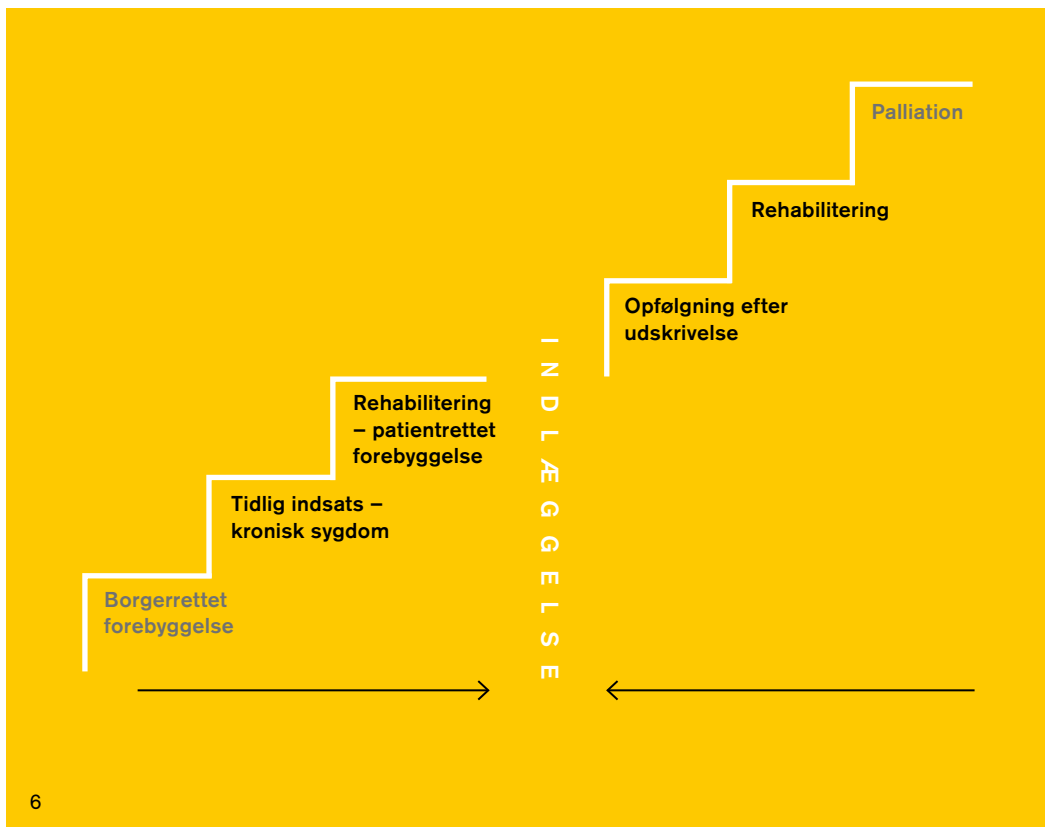 Palliation
Rehabilitering
Opfølgning efter
udskrivelse
INDLÆGGELSE
Rehabilitering
– patientrettet
forebyggelse
Tidlig indsats –
kronisk sygdom
Borgerrettet
forebyggelse
6